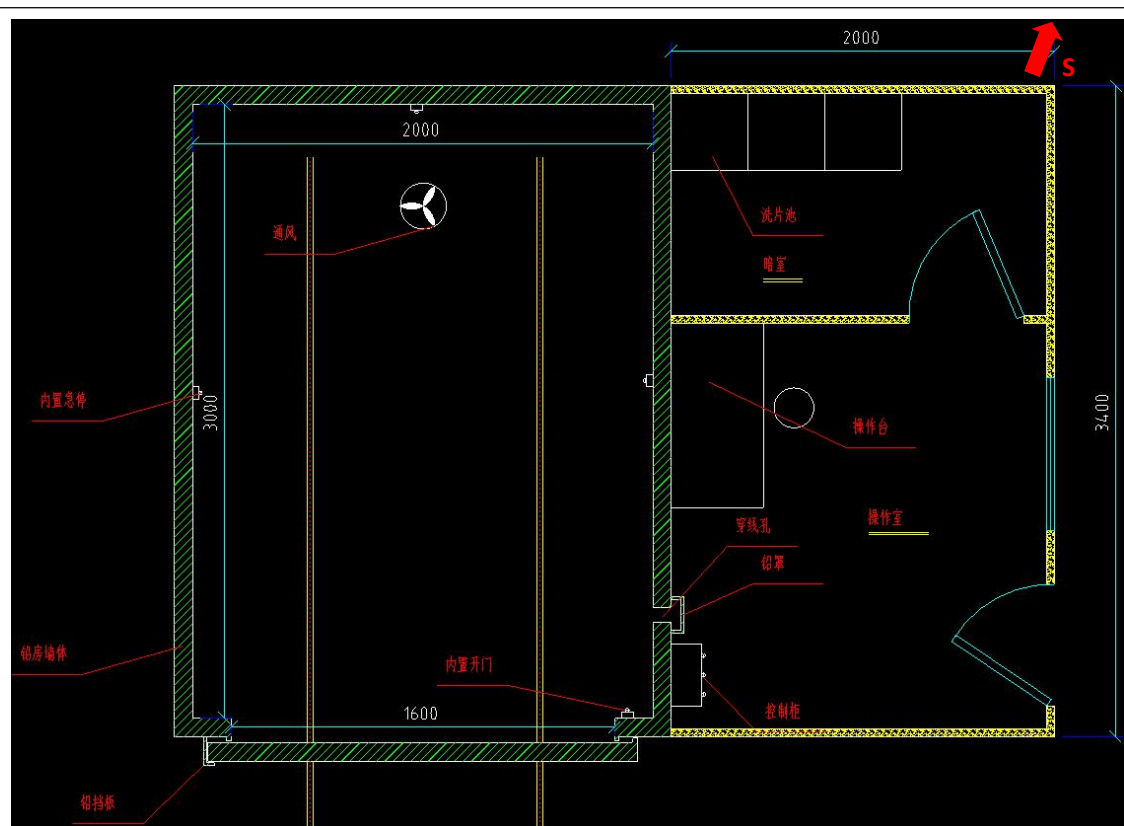 2000
S
2000
洗片池
通风
暗室
内置急停
3000
3400
操作台
操作室
穿线孔
铅罩
铅房墙体
内置开门
1600
控制柜
铅挡板